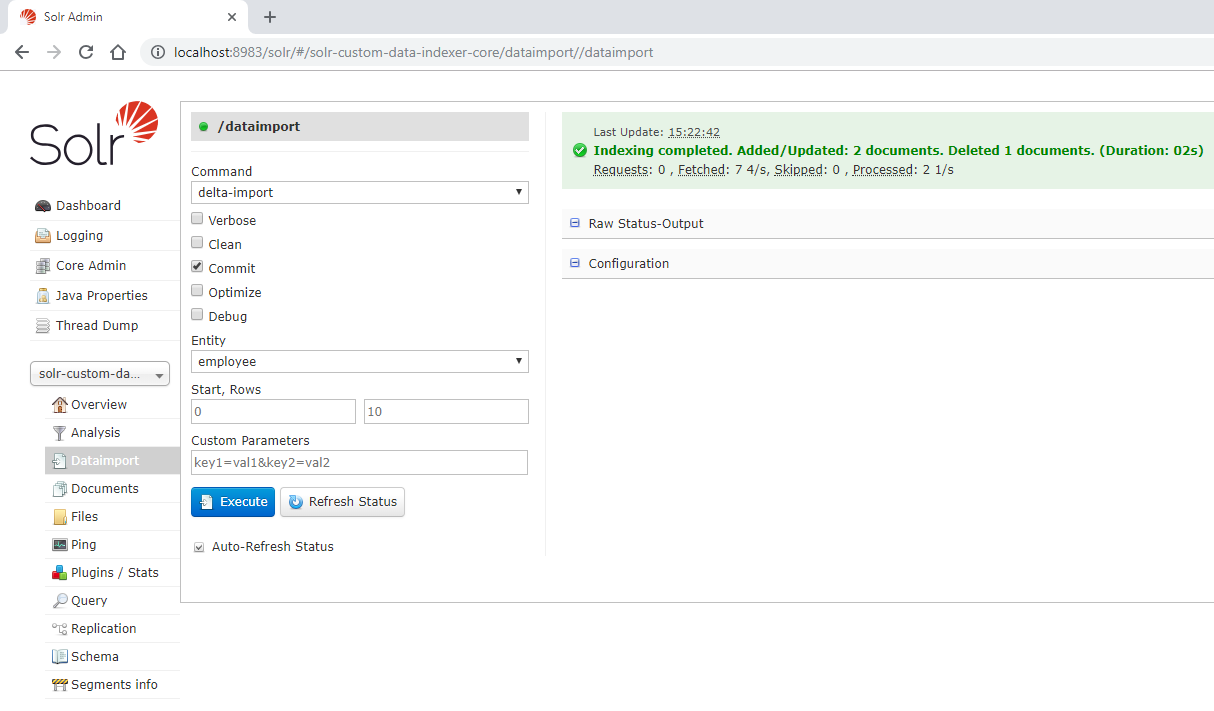 Solr Admin
localhost:8983/solr/#/solr-custom-data-indexer-core/dataimport//dataimport
Solr
Dashboard
Logging
Core Admin
Java Properties
Thread Dump
solr-custom-da...
Overview
Analysis
Dataimport
Documents
Files
Ping
Plugins / Stats
Query
Replication
Schema
Segments info
/dataimport
Command
delta-import
Verbose
Clean
Commit
Optimize
Debug
Entity
employee
Start, Rows
0 10
Custom Parameters
key1=val1&key2=val2
Execute Refresh Status
Auto-Refresh Status
Last Update: 15:22:42
Indexing completed. Added/Updated: 2 documents. Deleted 1 documents. (Duration: 02s)
Requests: 0 , Fetched: 7 4/s, Skipped: 0 , Processed: 2 1/s
Raw Status-Output
Configuration